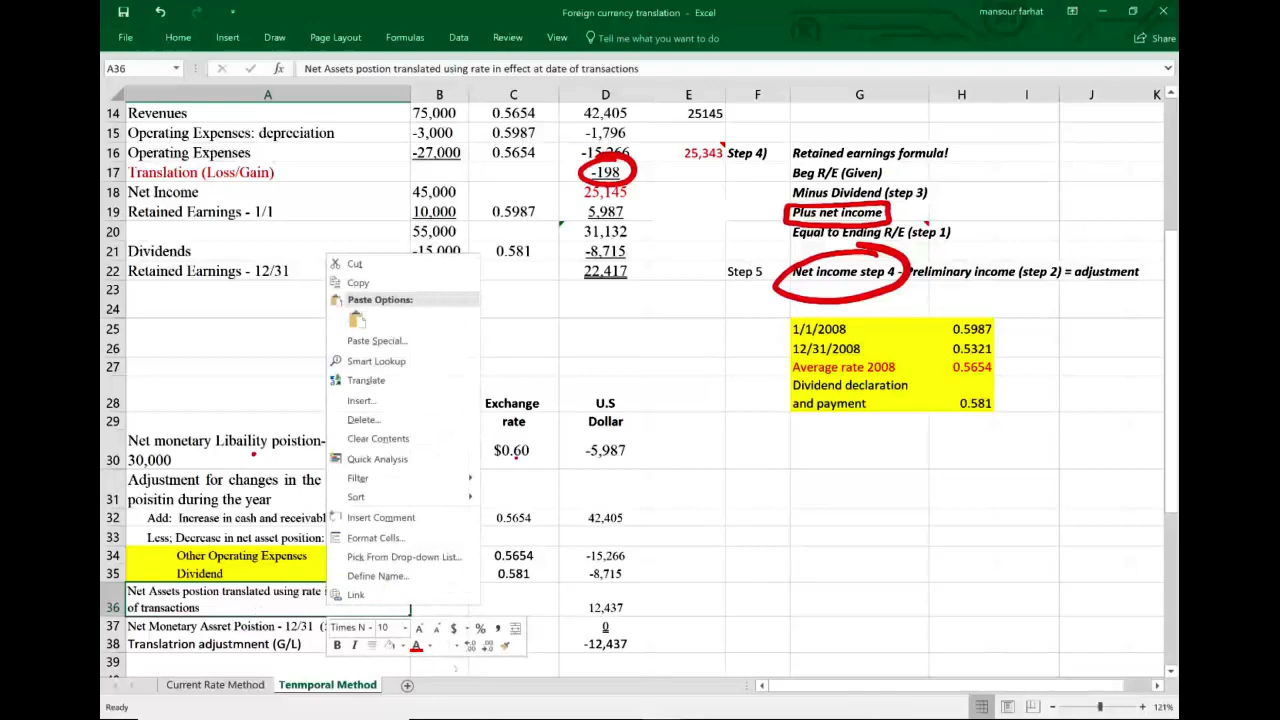 Foreign currency translation - Excel
mansour farhat
File Home Insert Draw Page Layout Formulas Data Review View Tell me what you want to do Share
A36 fx Net Assets postion translated using rate in effect at date of transactions
A B C D E F G H I J K
14 Revenues 75,000 0.5654 42,405 25145
15 Operating Expenses: depreciation -3,000 0.5987 -1,796
16 Operating Expenses -27,000 0.5654 -15,266 25,343 Step 4) Retained earnings formula!
17 Translation (Loss/Gain) -198 Beg R/E (Given)
18 Net Income 45,000 25,145 Minus Dividend (step 3)
19 Retained Earnings - 1/1 10,000 0.5987 5,987 Plus net income
20 55,000 31,132 Equal to Ending R/E (step 1)
21 Dividends -15,000 0.581 -8,715
22 Retained Earnings - 12/31 22,417 Step 5 Net income step 4 - Preliminary income (step 2) = adjustment
23
24
25 1/1/2008 0.5987
26 12/31/2008 0.5321
27 Average rate 2008 0.5654
Dividend declaration
28 Exchange U.S and payment 0.581
29 rate Dollar
Net monetary Libaility poistion-
30 30,000 $0.60 -5,987
Adjustment for changes in the
31 poisitin during the year
32 Add: Increase in cash and receivabl 0.5654 42,405
33 Less; Decrease in net asset position:
34 Other Operating Expenses 0.5654 -15,266
35 Dividend 0.581 -8,715
Net Assets postion translated using rate
36 of transactions 12,437
37 Net Monetary Assret Poistion - 12/31 0
38 Translatrion adjustmnent (G/L) -12,437
39
Cut
Copy
Paste Options:
Paste Special...
Smart Lookup
Translate
Insert...
Delete...
Clear Contents
Quick Analysis
Filter
Sort
Insert Comment
Format Cells...
Pick From Drop-down List...
Define Name...
Link
Times N 10 A A $ % ,
B I A
Current Rate Method Tenmporal Method
Ready 121%